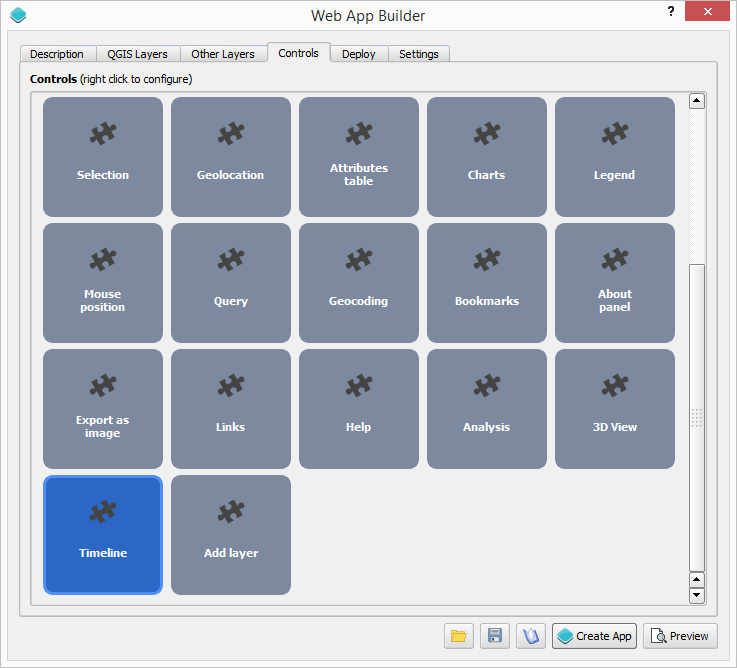 Web App Builder
?
Description
QGIS Layers
Other Layers
Controls
Deploy
Settings
Controls (right click to configure)
Selection
Geolocation
Attributes
table
Charts
Legend
Mouse
position
Query
Geocoding
Bookmarks
About
panel
Export as
image
Links
Help
Analysis
3D View
Timeline
Add layer
Create App
Preview